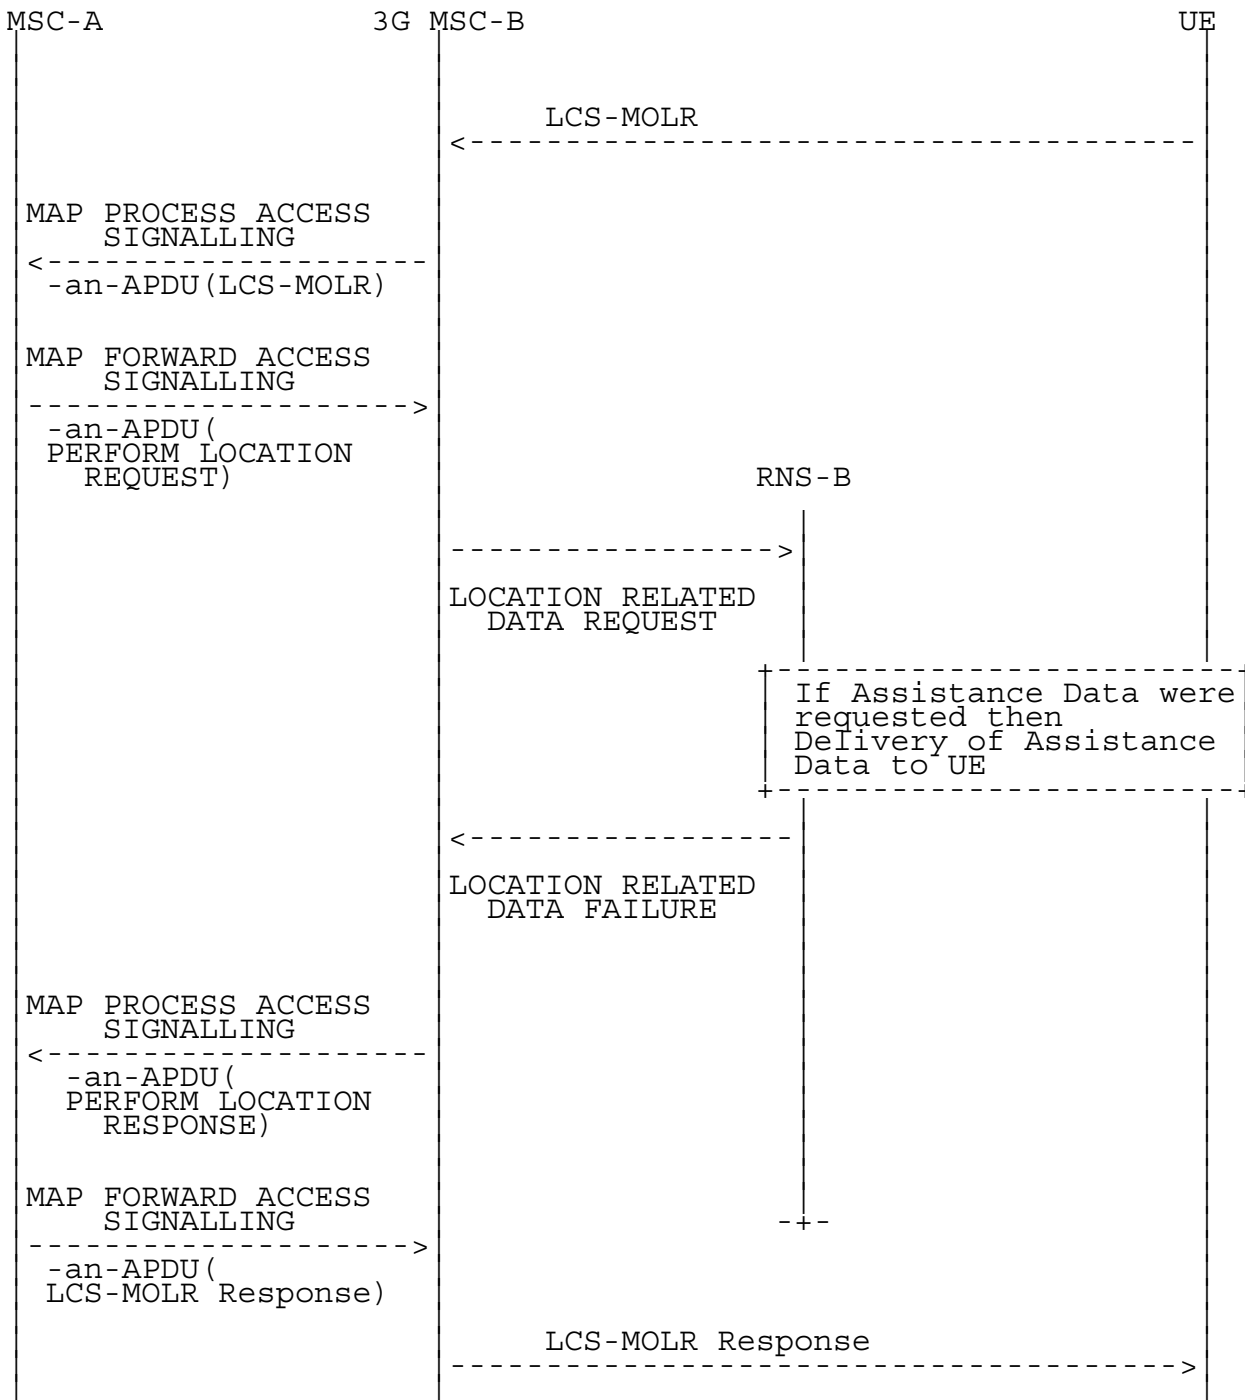 MSC-A 3G MSC-B UE
LCS-MOLR
MAP PROCESS ACCESS
SIGNALLING
-an-APDU(LCS-MOLR)
MAP FORWARD ACCESS
SIGNALLING
-an-APDU(
PERFORM LOCATION
REQUEST)
RNS-B
LOCATION RELATED
DATA REQUEST
If Assistance Data were
requested then
Delivery of Assistance
Data to UE
LOCATION RELATED
DATA FAILURE
MAP PROCESS ACCESS
SIGNALLING
-an-APDU(
PERFORM LOCATION
RESPONSE)
MAP FORWARD ACCESS
SIGNALLING
-an-APDU(
LCS-MOLR Response)
LCS-MOLR Response